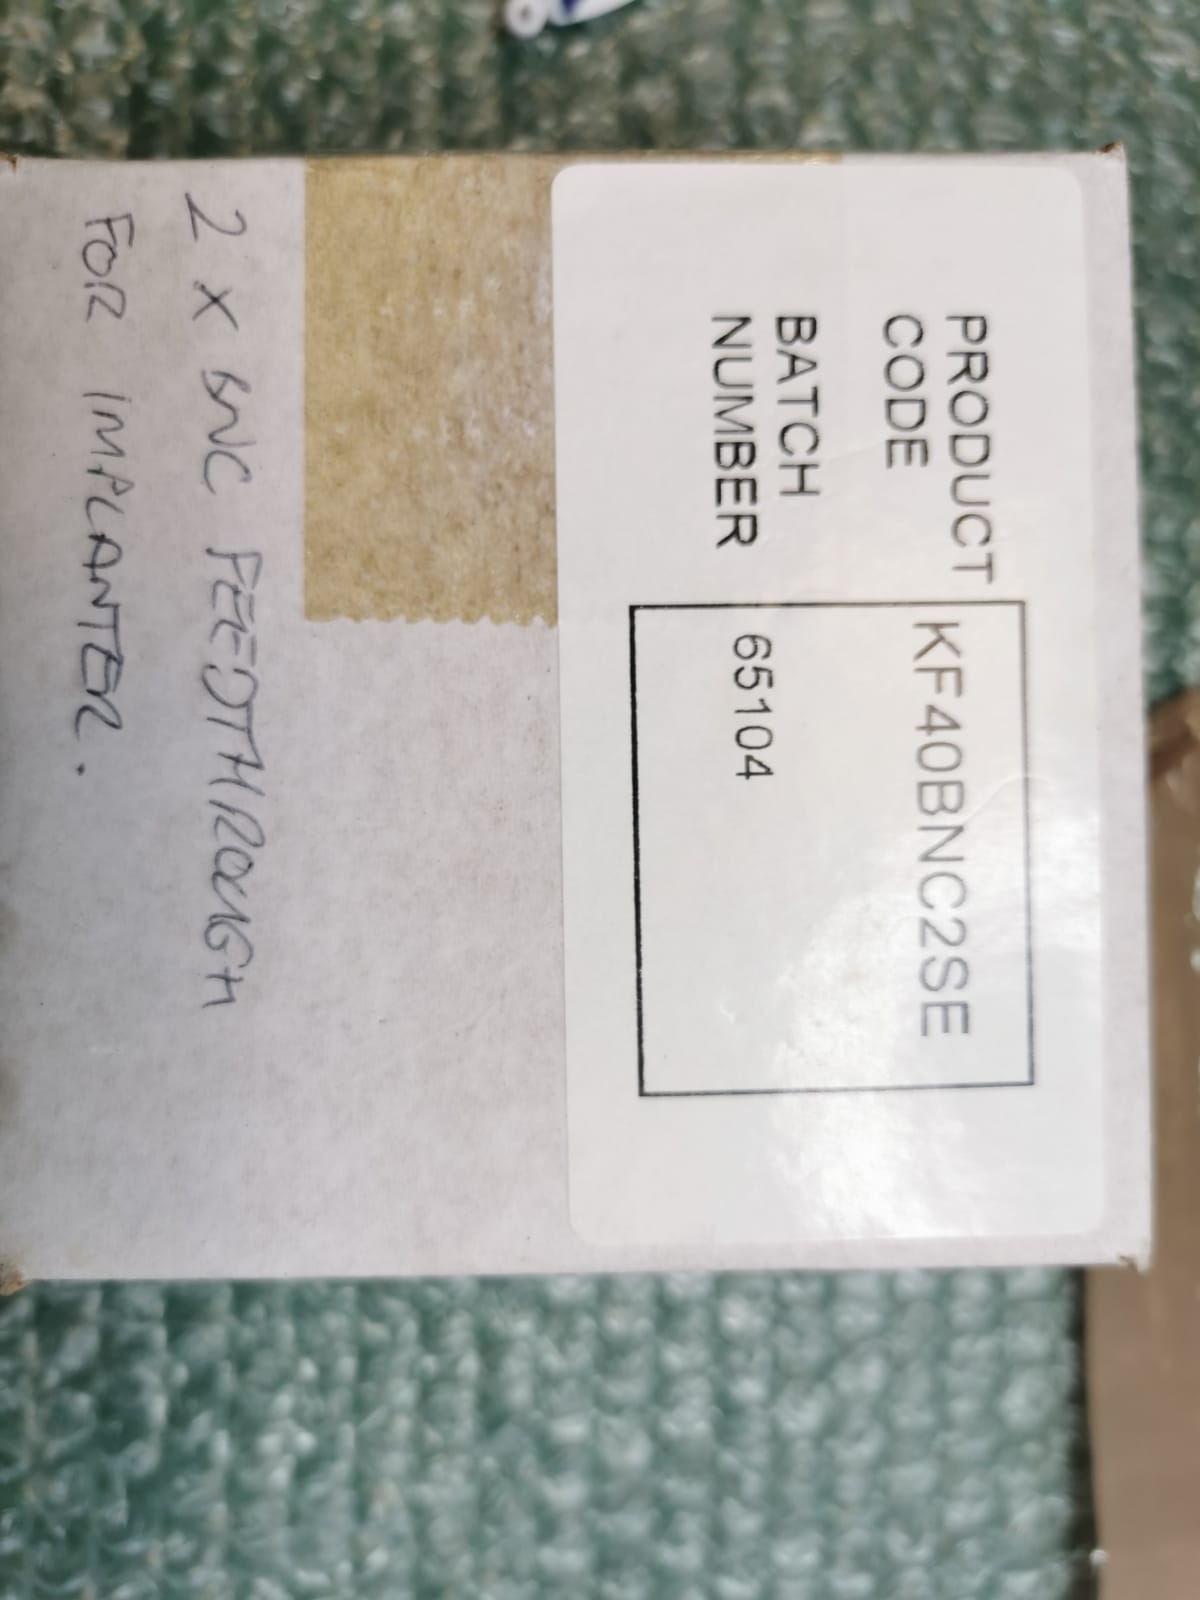 PRODUCT
CODE
KF40BNC2SE
BATCH
NUMBER
65104
2 x BNC FEEDTHROUGH
FOR IMPLANTER.